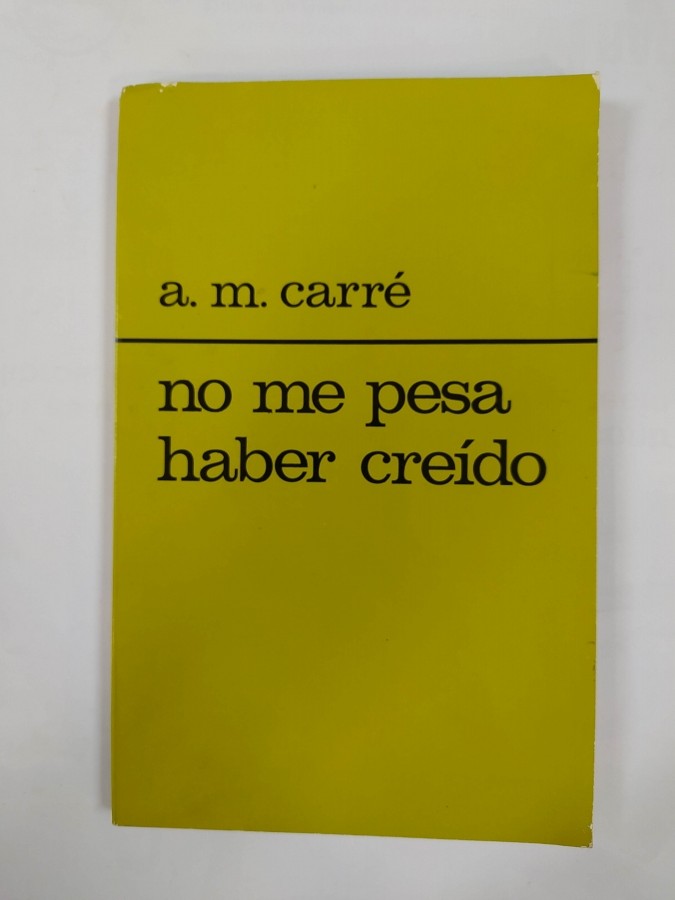 a. m. carré
no me pesa
haber creído